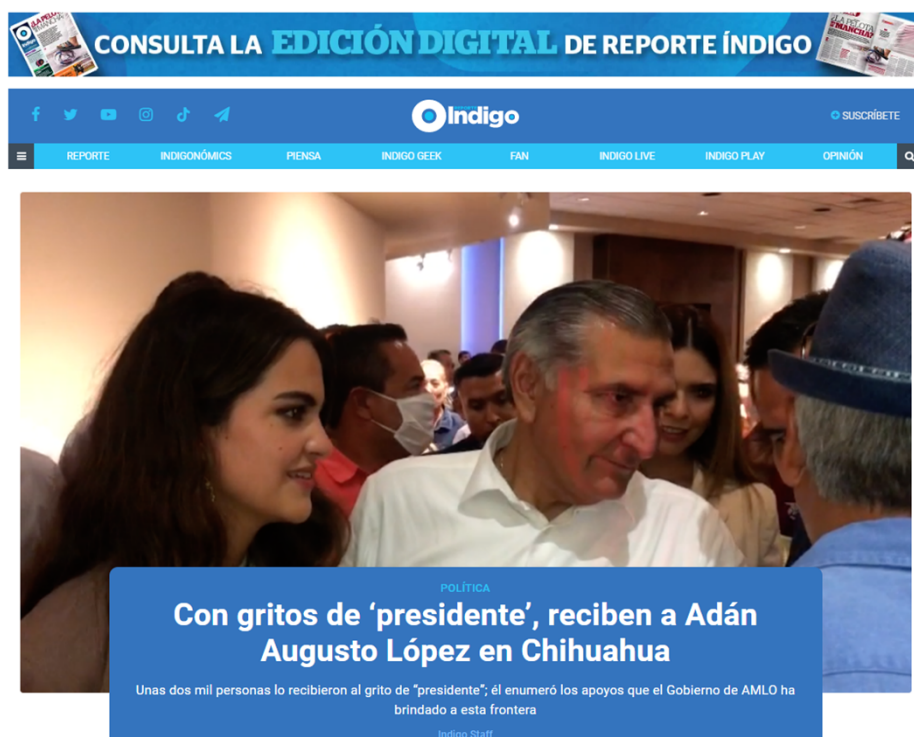 CONSULTA LA EDICIÓN DIGITAL DE REPORTE ÍNDIGO
Indigo
SUSCRÍBETE
REPORTE INDIGONÓMICS PIENSA INDIGO GEEK FAN INDIGO LIVE INDIGO PLAY OPINIÓN
POLÍTICA
Con gritos de ‘presidente’, reciben a Adán
Augusto López en Chihuahua
Unas dos mil personas lo recibieron al grito de “presidente”; él enumeró los apoyos que el Gobierno de AMLO ha
brindado a esta frontera
Indigo Staff